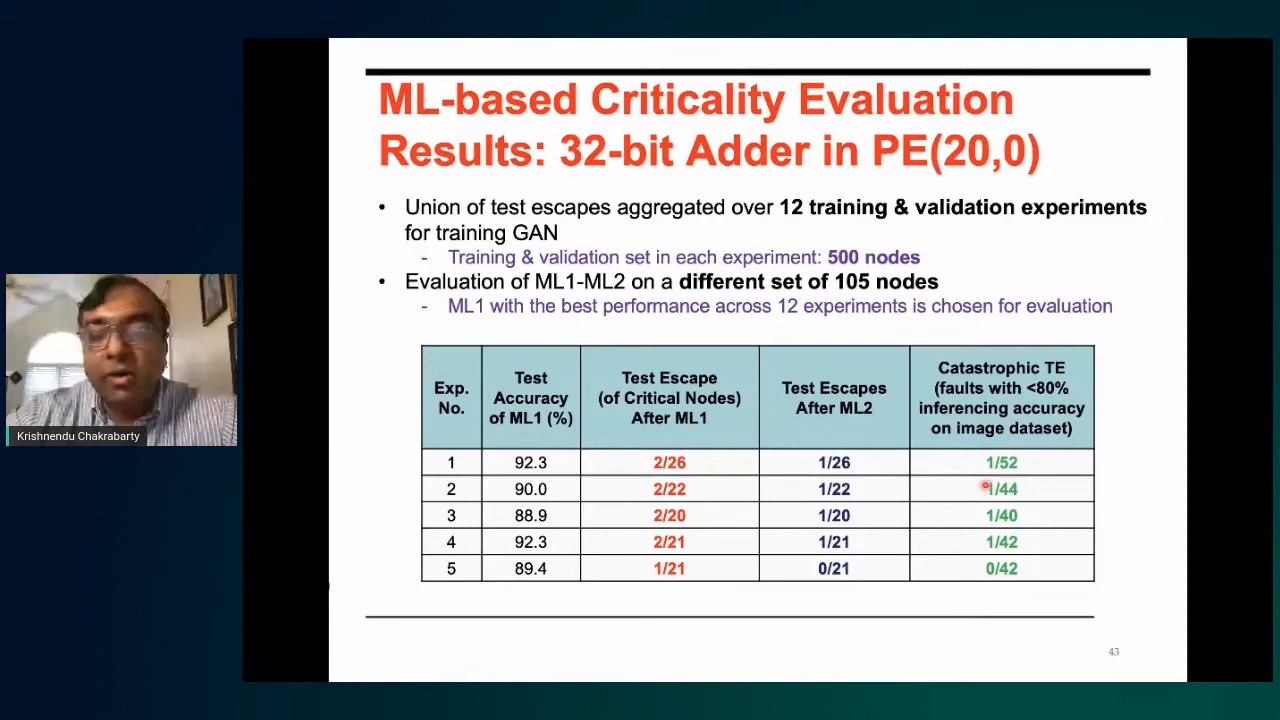 ML-based Criticality Evaluation
Results: 32-bit Adder in PE(20,0)
• Union of test escapes aggregated over 12 training & validation experiments
for training GAN
- Training & validation set in each experiment: 500 nodes
• Evaluation of ML1-ML2 on a different set of 105 nodes
- ML1 with the best performance across 12 experiments is chosen for evaluation
Exp. No. Test Accuracy of ML1 (%) Test Escape (of Critical Nodes) After ML1 Test Escapes After ML2 Catastrophic TE (faults with <80% inferencing accuracy on image dataset)
1 92.3 2/26 1/26 1/52
2 90.0 2/22 1/22 1/44
3 88.9 2/20 1/20 1/40
4 92.3 2/21 1/21 1/42
5 89.4 1/21 0/21 0/42
43
Krishnendu Chakrabarty